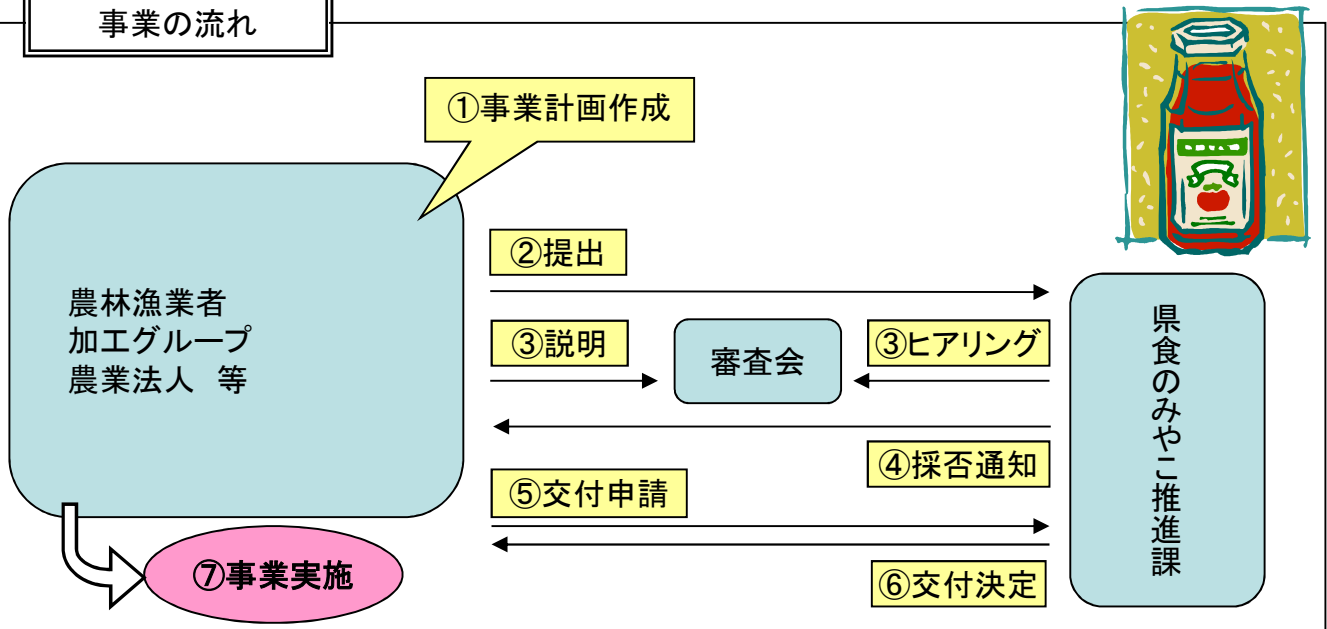 事業の流れ
①事業計画作成
農林漁業者
加工グループ
農業法人　等
②提出
③説明
審査会
③ヒアリング
④採否通知
⑤交付申請
⑥交付決定
県食のみやこ推進課
⑦事業実施